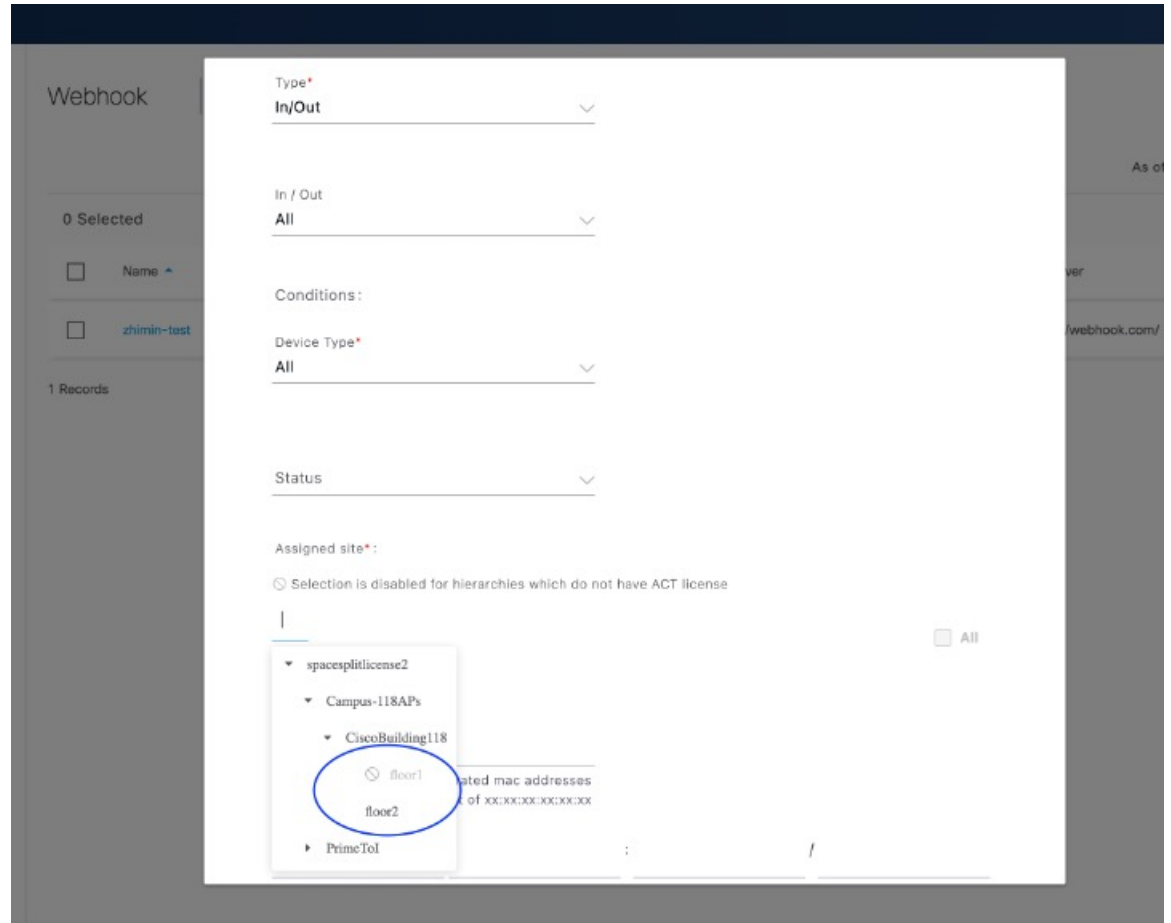 Type*
In/Out
Webhook
As of
In / Out
All
0 Selected
Name
ver
Conditions:
zhimin-test
/webhook.com/
Device Type*
All
1 Records
Status
Assigned site*:
Selection is disabled for hierarchies which do not have ACT license
All
spacesplitlicense2
Campus-118APs
CiscoBuilding118
floor1
ated mac addresses
of xx:xx:xx:xx:xx:xx
floor2
PrimeToI
: /